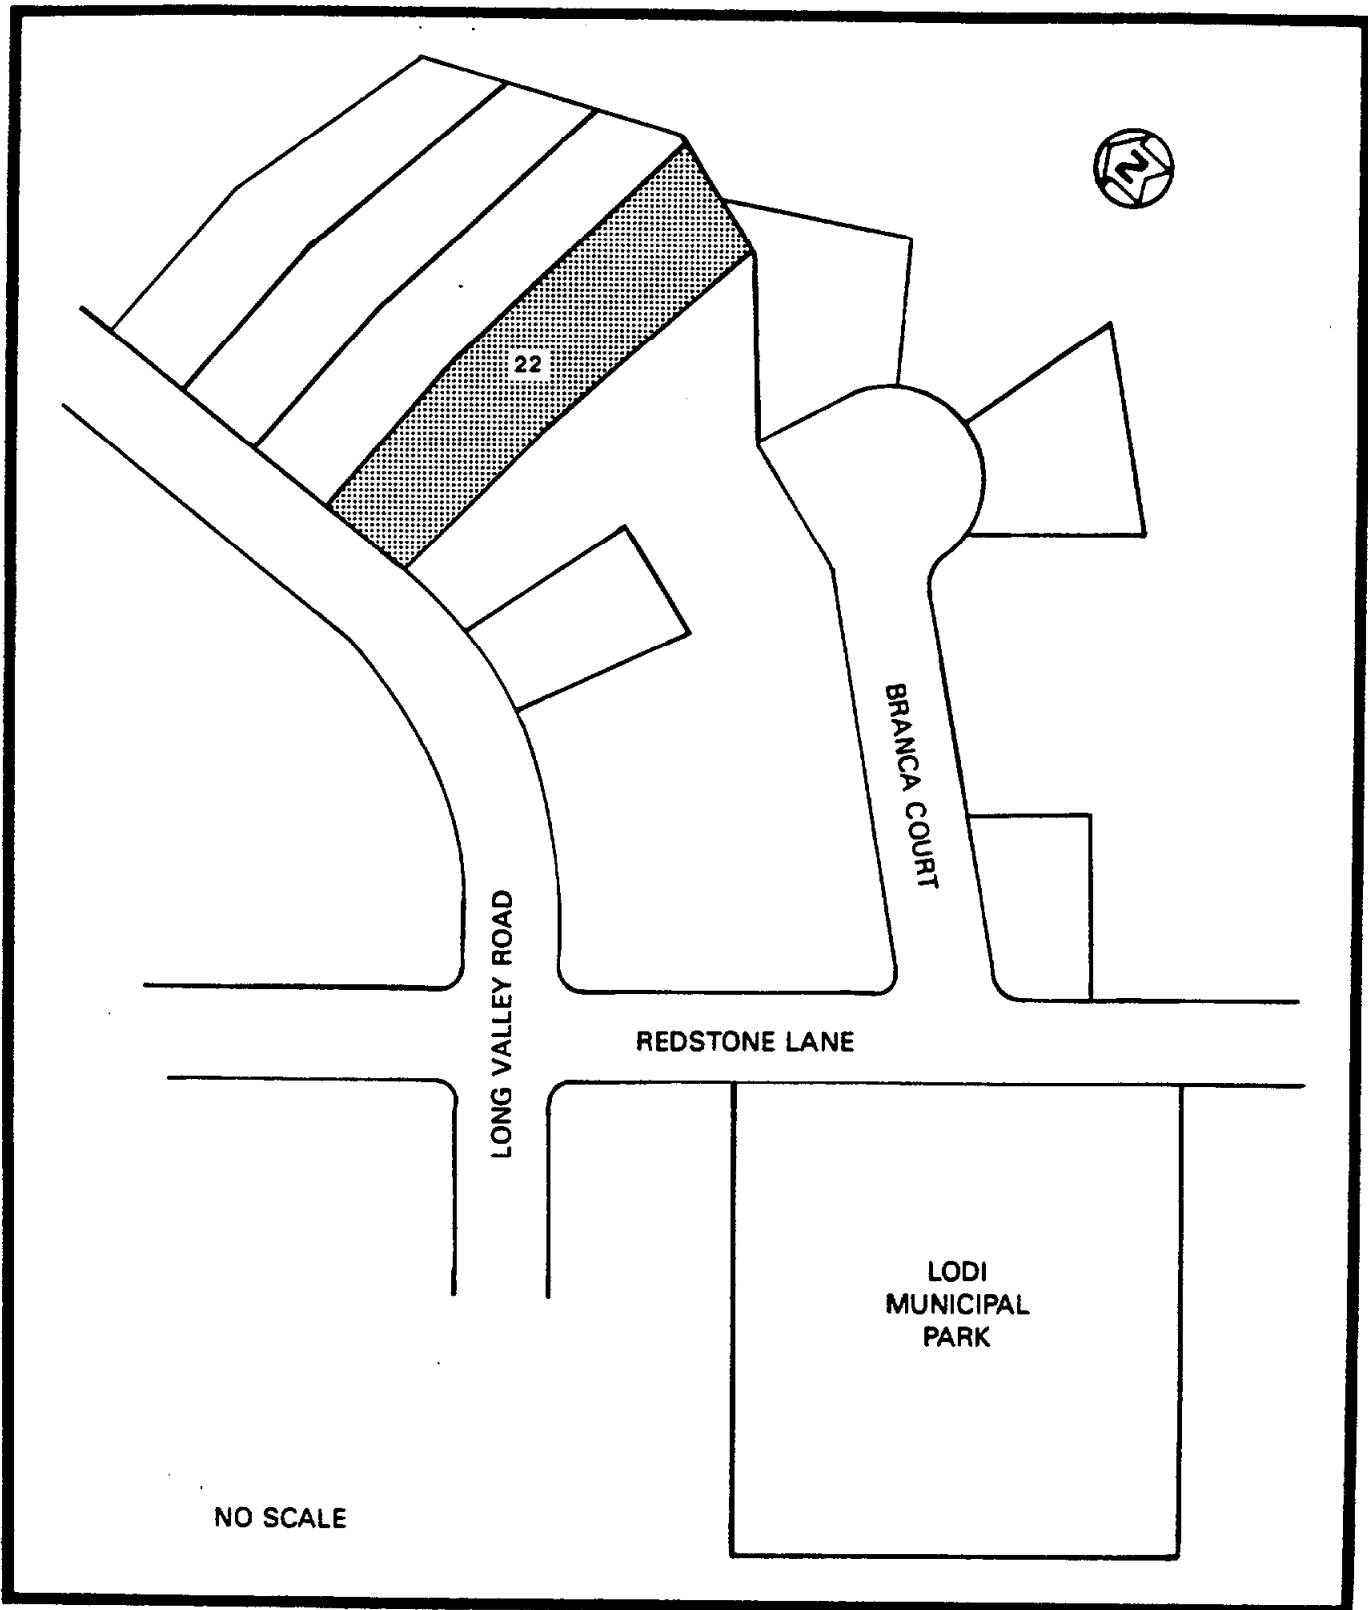 N
22
BRANCA COURT
LONG VALLEY ROAD
REDSTONE LANE
LODI
MUNICIPAL
PARK
NO SCALE